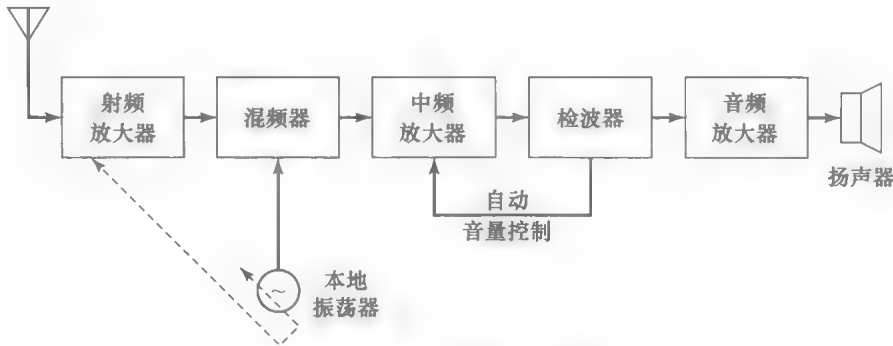 射频
放大器
混频器
中频
放大器
检波器
音频
放大器
扬声器
自动
音量控制
本地
振荡器